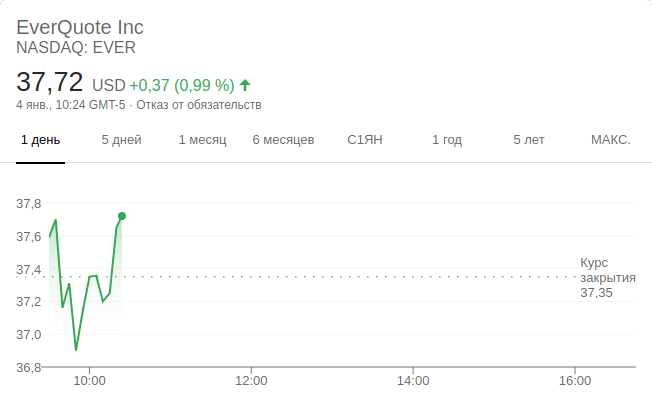 EverQuote Inc
NASDAQ: EVER
37,72 USD +0,37 (0,99 %)
4 янв., 10:24 GMT-5 · Отказ от обязательств
1 день 5 дней 1 месяц 6 месяцев С1ЯН 1 год 5 лет МАКС.
37,8
37,6
37,4
37,2
37,0
36,8
Курс
закрытия
37,35
10:00 12:00 14:00 16:00